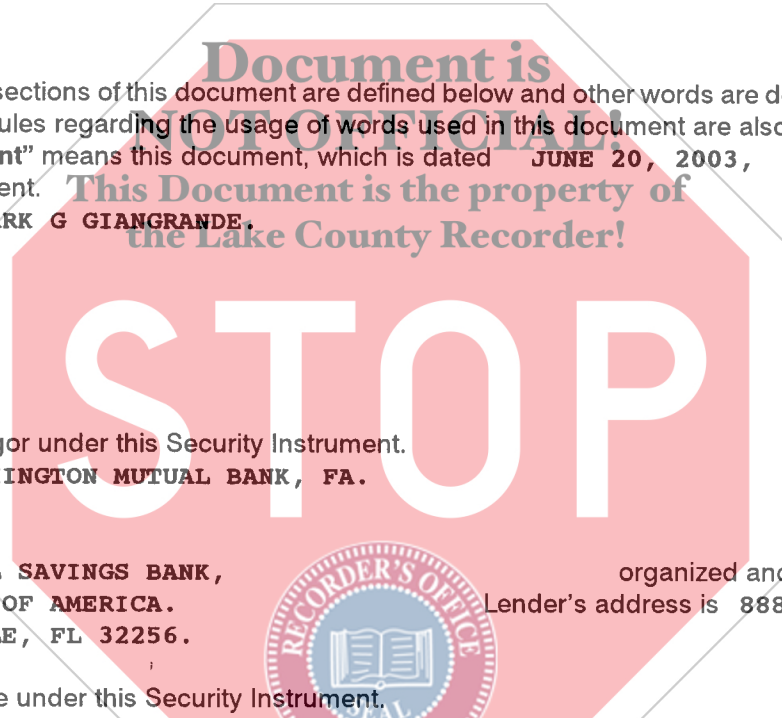 Document is
sections of this document are defined below and other words are d
ules regarding the usage of words used in this document are also
NOT OFFICIAL!
nt” means this document, which is dated JUNE 20, 2003,
ent.
This Document is the property of
RK G GIANGRANDE.
the Lake County Recorder!
STOP
gor under this Security Instrument.
INGTON MUTUAL BANK, FA.
SAVINGS BANK, organized and
OF AMERICA. Lender's address is 888
E, FL 32256.
RECORDER'S OFFICE
e under this Security Instrument.
SEAL